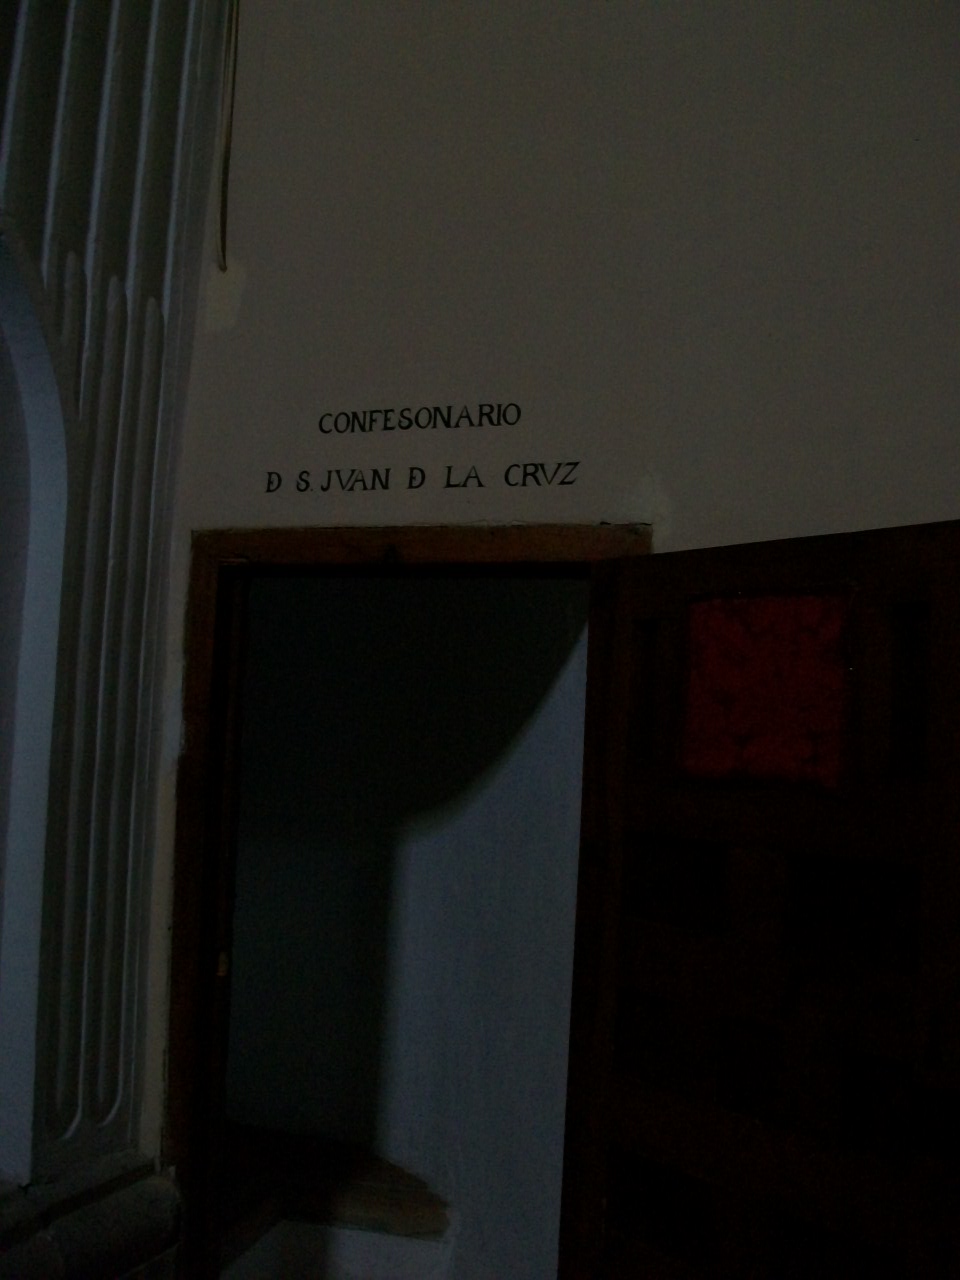 CONFESONARIO
Đ S. JVAN Đ LA CRVZ